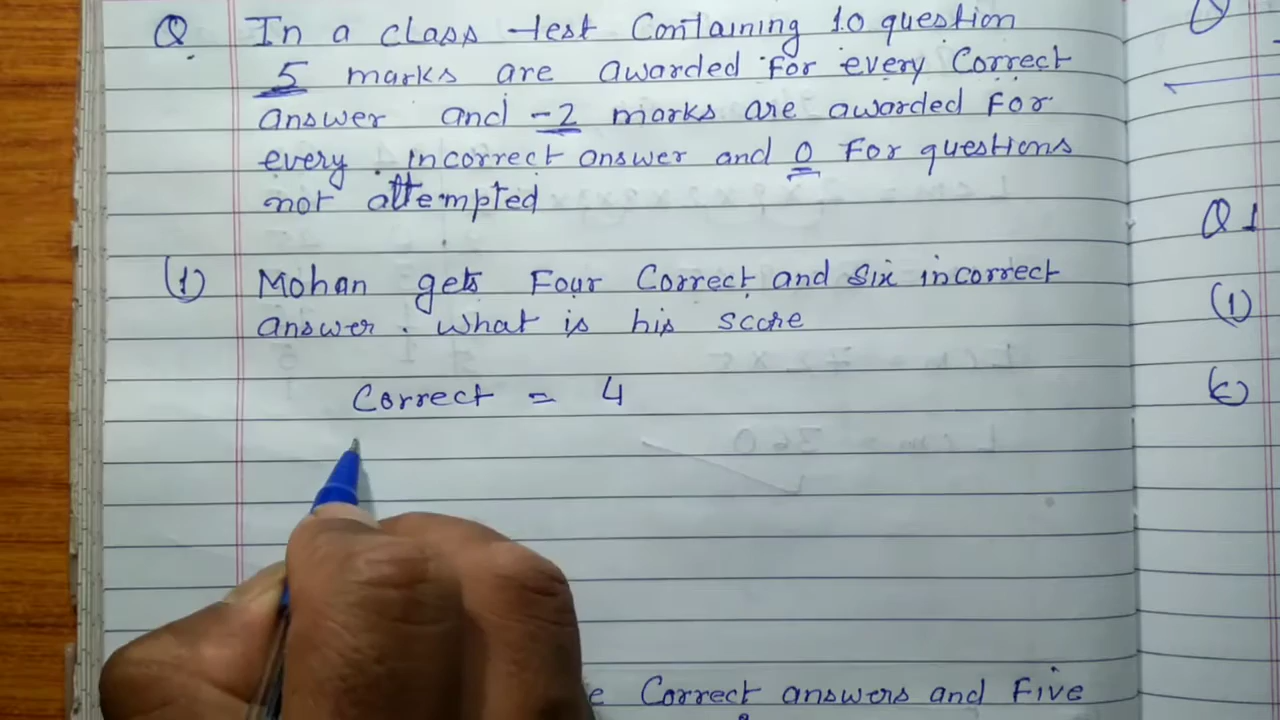 Q In a class test Containing 10 question
5 marks are awarded for every Correct
answer and -2 marks are awarded For
every incorrect answer and 0 For questions
not attempted
(1) Mohan gets Four Correct and Six incorrect
answer. What is his score
Correct = 4
e Correct answers and Five
Q 1
(1)